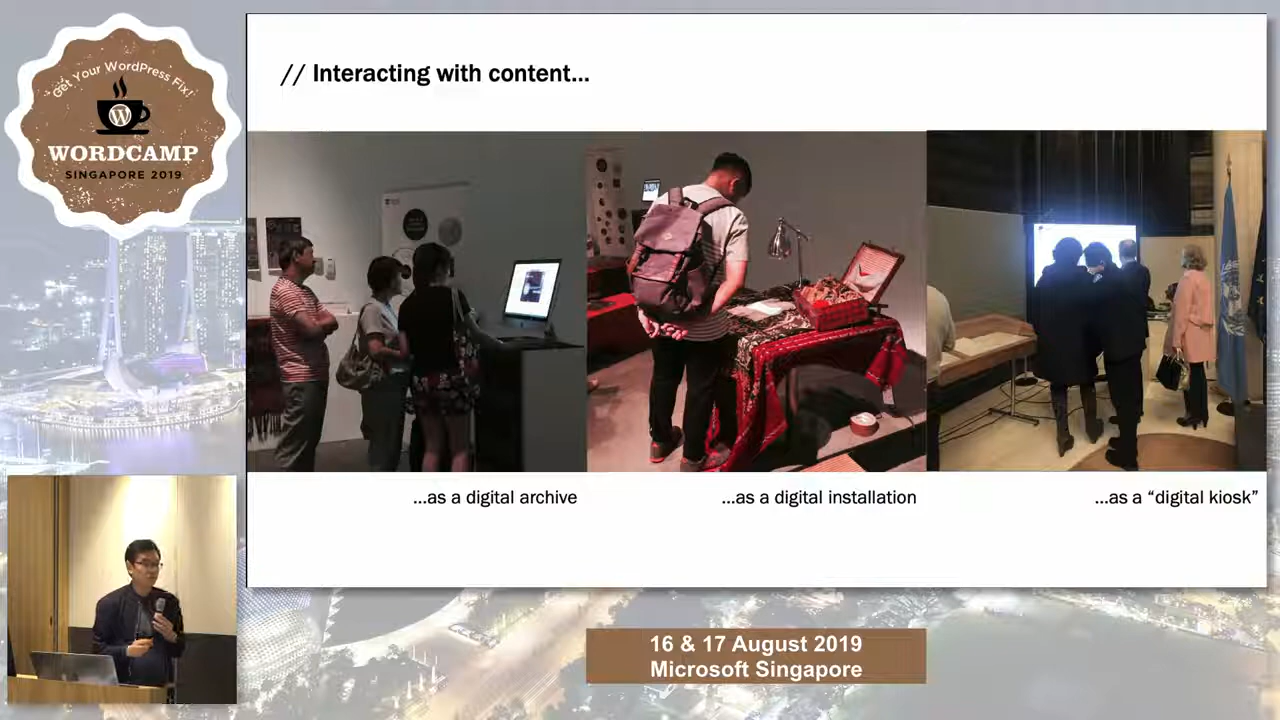 Get Your WordPress Fix!
WORDCAMP
SINGAPORE 2019
// Interacting with content...
...as a digital archive
...as a digital installation
...as a “digital kiosk”
16 & 17 August 2019
Microsoft Singapore